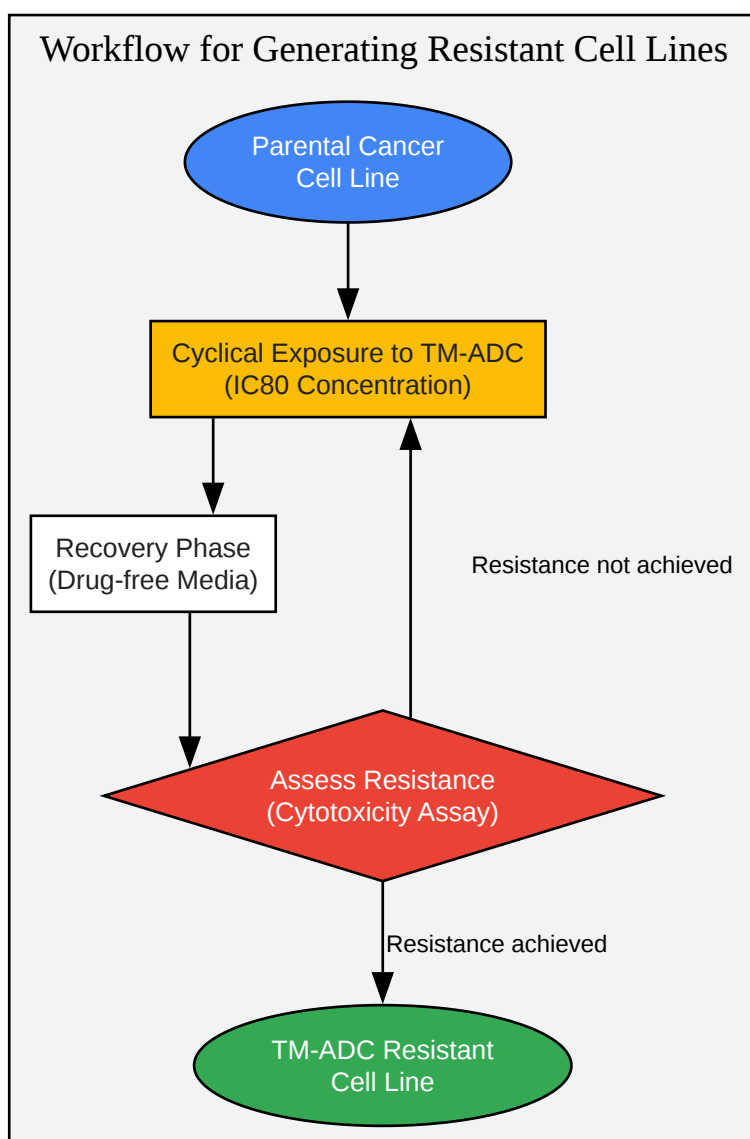 Workflow for Generating Resistant Cell Lines
Parental Cancer
Cell Line
Cyclical Exposure to TM-ADC
(IC80 Concentration)
Recovery Phase
(Drug-free Media)
Resistance not achieved
Assess Resistance
(Cytotoxicity Assay)
Resistance achieved
TM-ADC Resistant
Cell Line